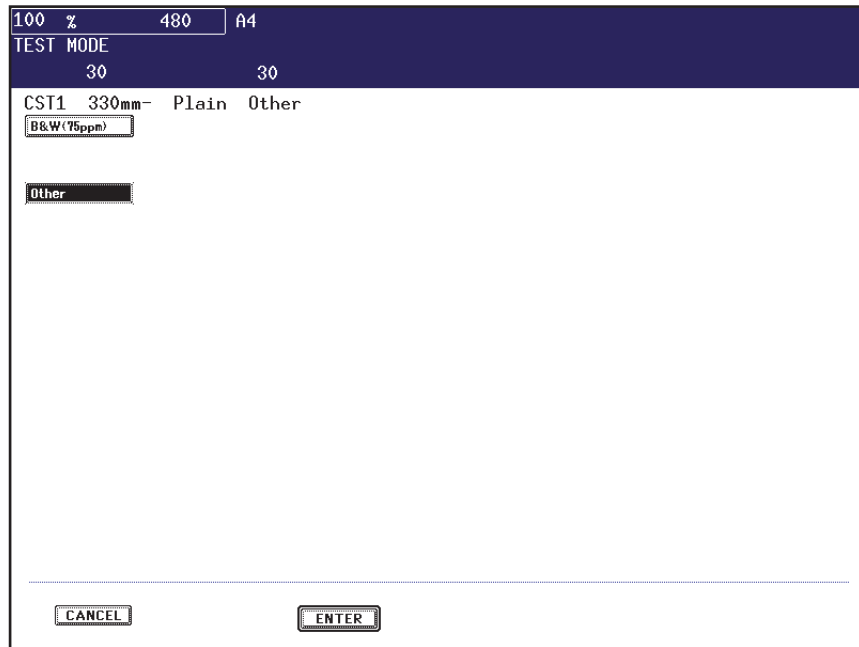 100 % 480 A4
TEST MODE
30 30
CST1 330mm- Plain Other
B&W(75ppm)
Other
CANCEL ENTER